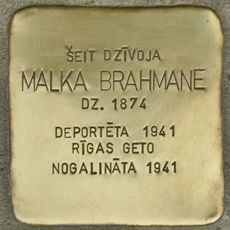 ŠEIT DZĪVOJA
MALKA BRAHMANE
DZ. 1874
DEPORTĒTA 1941
RĪGAS GETO
NOGALINĀTA 1941